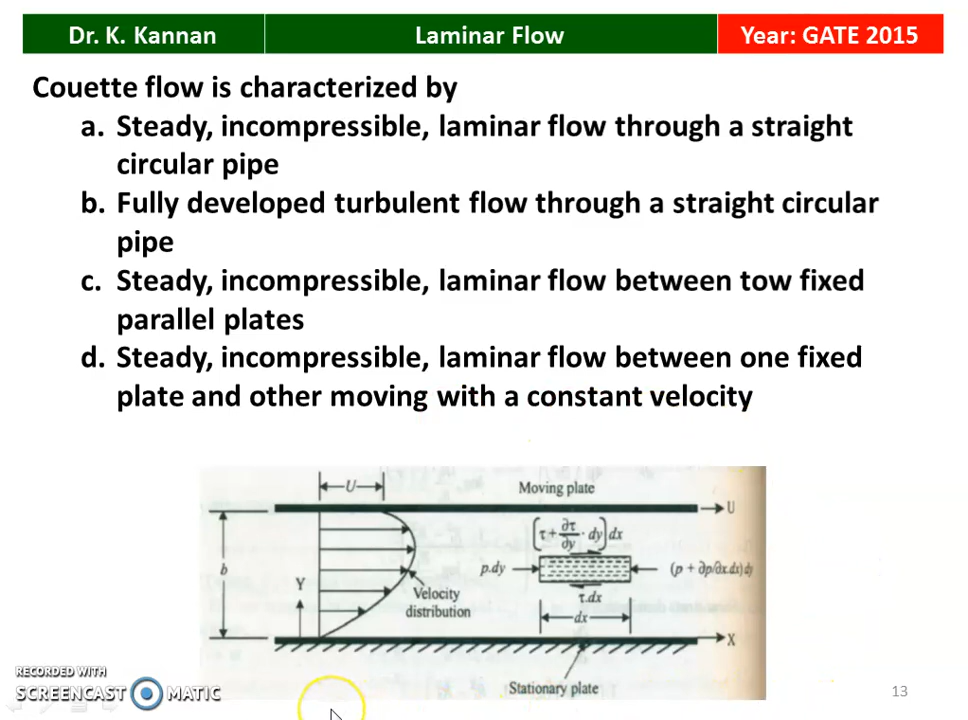 Dr. K. Kannan
Laminar Flow
Year: GATE 2015
Couette flow is characterized by
a. Steady, incompressible, laminar flow through a straight
circular pipe
b. Fully developed turbulent flow through a straight circular
pipe
c. Steady, incompressible, laminar flow between tow fixed
parallel plates
d. Steady, incompressible, laminar flow between one fixed
plate and other moving with a constant velocity
U
Moving plate
U
(τ + ∂τ/∂y · dy) dx
b
Y
p.dy
(p + ∂p/∂x.dx) dy
Velocity
distribution
τ.dx
dx
X
Stationary plate
RECORDED WITH
SCREENCAST MATIC
13